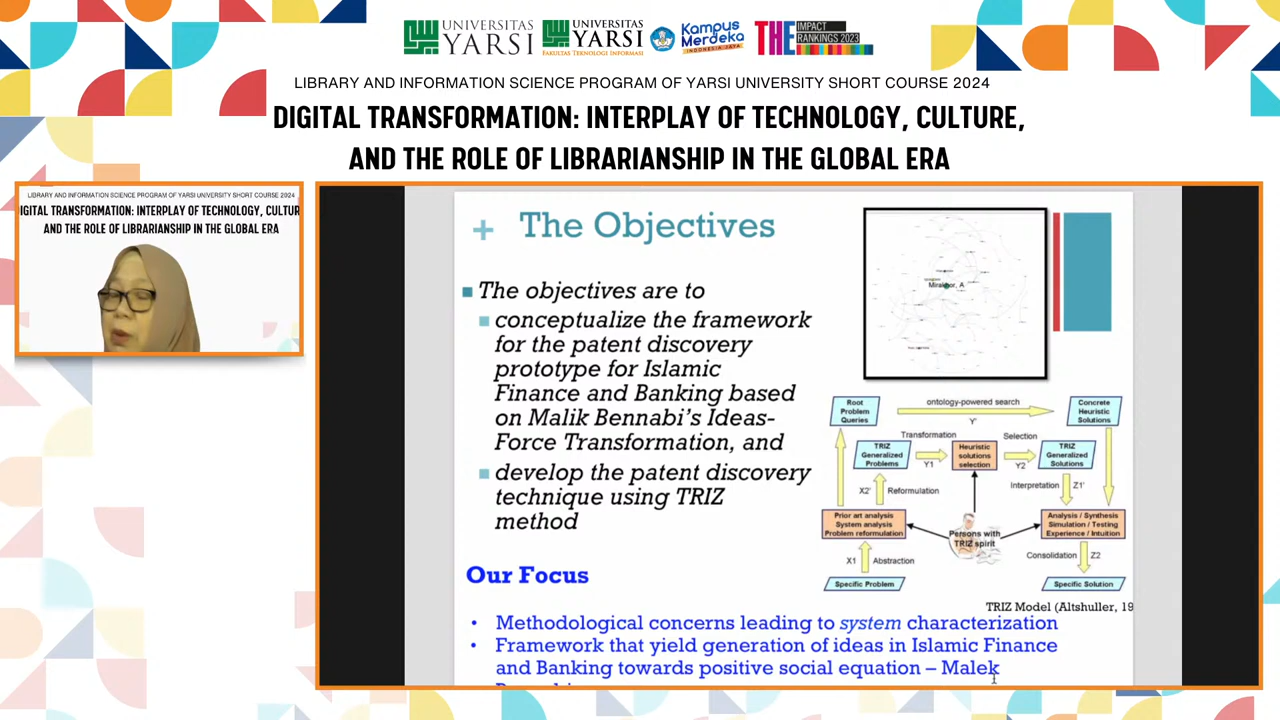 UNIVERSITAS
YARSI
UNIVERSITAS
YARSI
FAKULTAS TEKNOLOGI INFORMASI
Kampus
Merdeka
INDONESIA JAYA
THE
IMPACT
RANKINGS 2023
LIBRARY AND INFORMATION SCIENCE PROGRAM OF YARSI UNIVERSITY SHORT COURSE 2024
DIGITAL TRANSFORMATION: INTERPLAY OF TECHNOLOGY, CULTURE,
AND THE ROLE OF LIBRARIANSHIP IN THE GLOBAL ERA
LIBRARY AND INFORMATION SCIENCE PROGRAM OF YARSI UNIVERSITY SHORT COURSE 2024
IGITAL TRANSFORMATION: INTERPLAY OF TECHNOLOGY, CULTUR
AND THE ROLE OF LIBRARIANSHIP IN THE GLOBAL ERA
+ The Objectives
The objectives are to
conceptualize the framework
for the patent discovery
prototype for Islamic
Finance and Banking based
on Malik Bennabi's Ideas-
Force Transformation, and
develop the patent discovery
technique using TRIZ
method
Mirakhor, A
Root
Problem
Queries
ontology-powered search
Y'
Concrete
Heuristic
Solutions
Transformation
Selection
TRIZ
Generalized
Problems
Y1
Heuristic
solutions
selection
Y2
TRIZ
Generalized
Solutions
X2'
Reformulation
Interpretation
Z1'
Prior art analysis
System analysis
Problem reformulation
Persons with
TRIZ spirit
Analysis / Synthesis
Simulation / Testing
Experience / Intuition
X1
Abstraction
Consolidation
Z2
Specific Problem
Specific Solution
TRIZ Model (Altshuller, 19
Our Focus
• Methodological concerns leading to system characterization
• Framework that yield generation of ideas in Islamic Finance
and Banking towards positive social equation – Malek